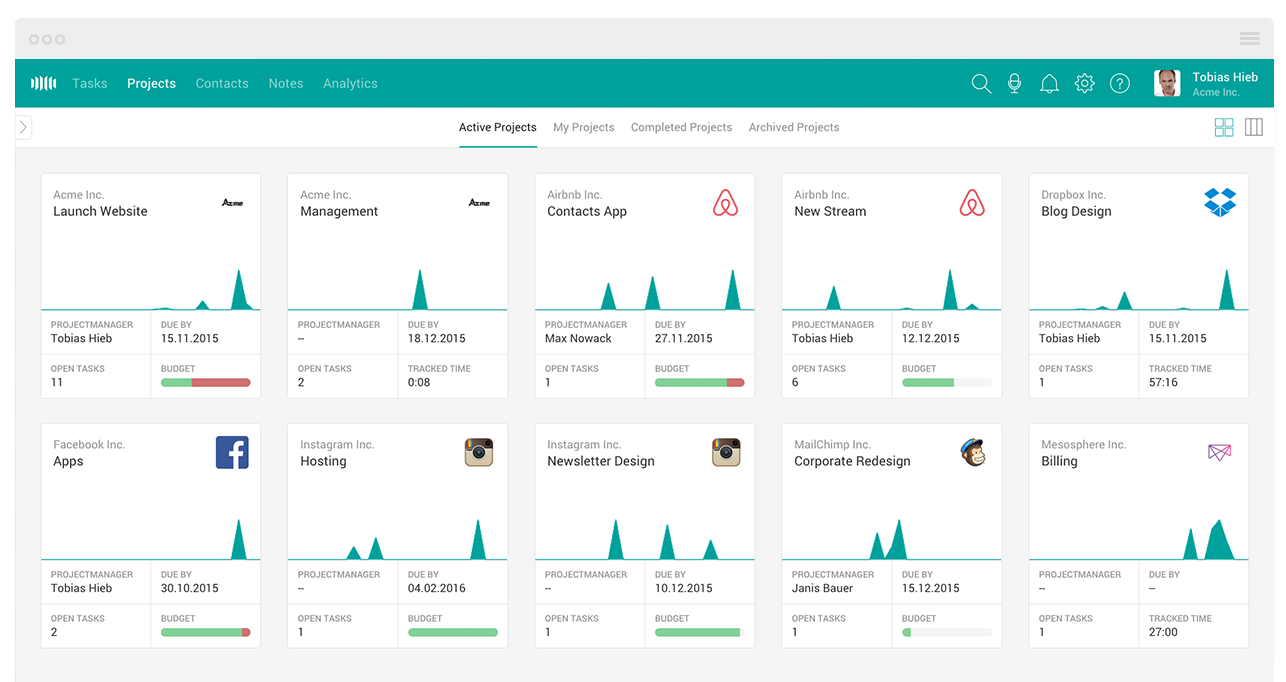 Tasks Projects Contacts Notes Analytics
Tobias Hieb
Acme Inc.
Active Projects My Projects Completed Projects Archived Projects
Acme Inc.
Launch Website
Acme
PROJECTMANAGER DUE BY
Tobias Hieb 15.11.2015
OPEN TASKS BUDGET
11
Acme Inc.
Management
Acme
PROJECTMANAGER DUE BY
-- 18.12.2015
OPEN TASKS TRACKED TIME
2 0:08
Airbnb Inc.
Contacts App
PROJECTMANAGER DUE BY
Max Nowack 27.11.2015
OPEN TASKS BUDGET
1
Airbnb Inc.
New Stream
PROJECTMANAGER DUE BY
Tobias Hieb 12.12.2015
OPEN TASKS BUDGET
6
Dropbox Inc.
Blog Design
PROJECTMANAGER DUE BY
Tobias Hieb 15.11.2015
OPEN TASKS TRACKED TIME
1 57:16
Facebook Inc.
Apps
f
PROJECTMANAGER DUE BY
Tobias Hieb 30.10.2015
OPEN TASKS BUDGET
2
Instagram Inc.
Hosting
PROJECTMANAGER DUE BY
-- 04.02.2016
OPEN TASKS BUDGET
1
Instagram Inc.
Newsletter Design
PROJECTMANAGER DUE BY
-- 10.12.2015
OPEN TASKS BUDGET
1
MailChimp Inc.
Corporate Redesign
PROJECTMANAGER DUE BY
Janis Bauer 15.12.2015
OPEN TASKS BUDGET
1
Mesosphere Inc.
Billing
PROJECTMANAGER DUE BY
-- --
OPEN TASKS TRACKED TIME
1 27:00